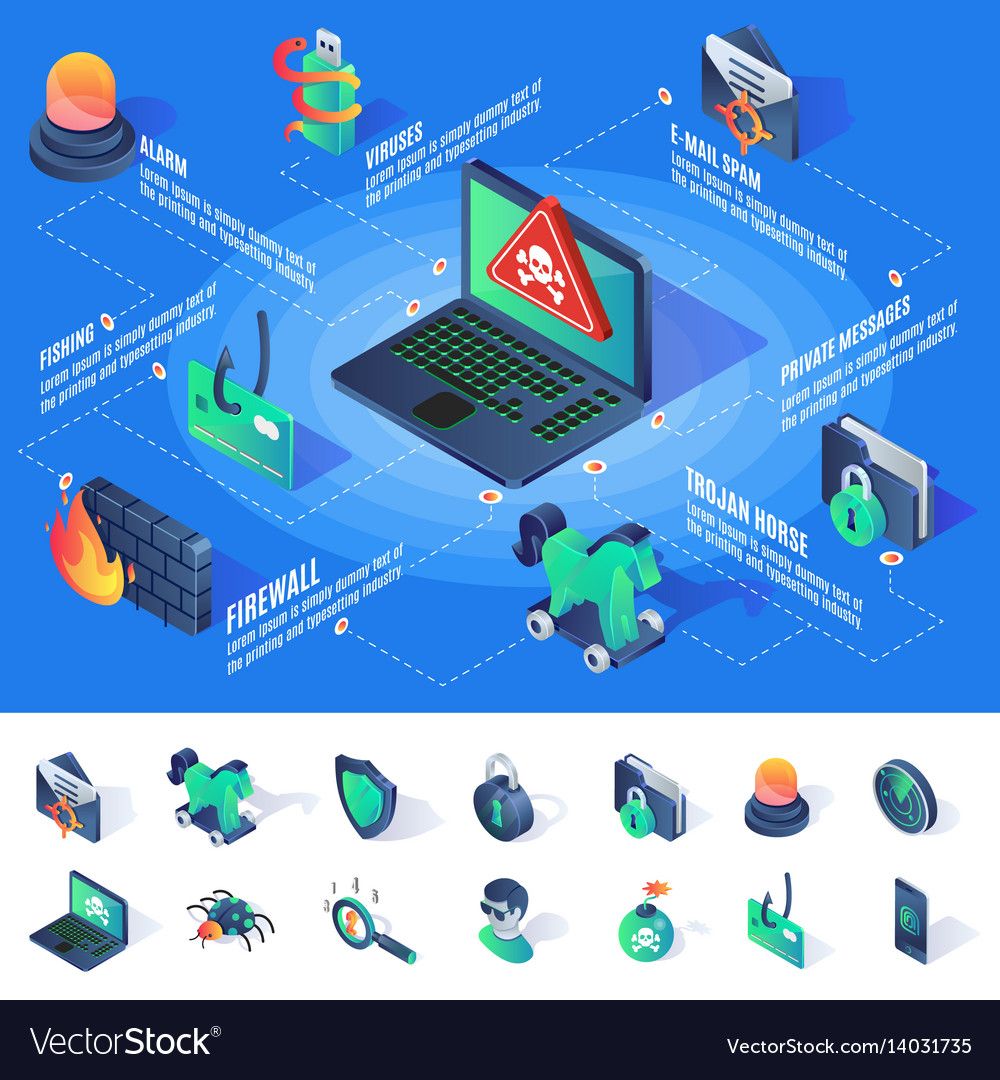 ALARM
Lorem Ipsum is simply dummy text of
the printing and typesetting industry.
VIRUSES
Lorem Ipsum is simply dummy text of
the printing and typesetting industry.
E-MAIL SPAM
Lorem Ipsum is simply dummy text of
the printing and typesetting industry.
FISHING
Lorem Ipsum is simply dummy text of
the printing and typesetting industry.
PRIVATE MESSAGES
Lorem Ipsum is simply dummy text of
the printing and typesetting industry.
FIREWALL
Lorem Ipsum is simply dummy text of
the printing and typesetting industry.
TROJAN HORSE
Lorem Ipsum is simply dummy text of
the printing and typesetting industry.
1 4 5
3 2
VectorStock®
VectorStock.com/14031735